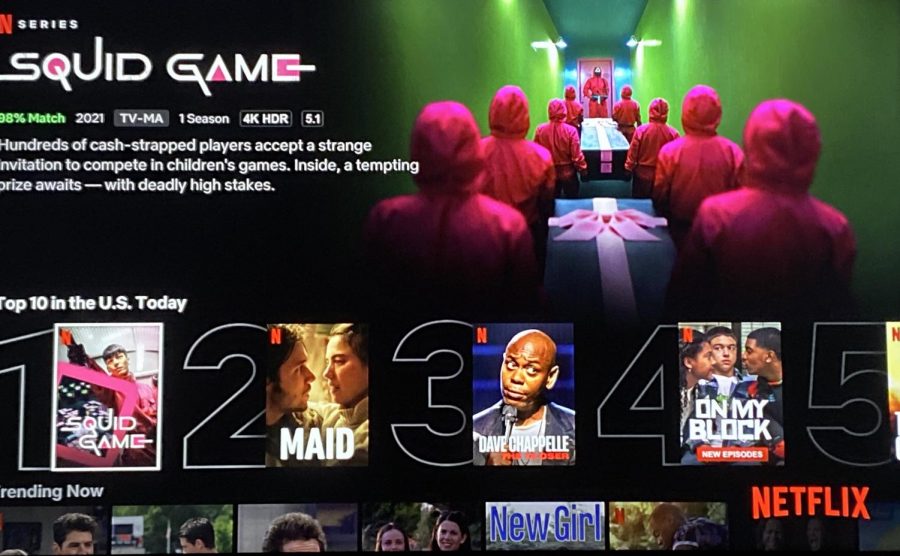 N SERIES
SQUID GAME
98% Match 2021 TV-MA 1 Season 4K HDR 5.1
Hundreds of cash-strapped players accept a strange
invitation to compete in children's games. Inside, a tempting
prize awaits — with deadly high stakes.
Top 10 in the U.S. Today
1 2 3 4 5
N
SQUID
GAME
N
MAID
N
DAVE CHAPPELLE
THE CLOSER
N
ON MY
BLOCK
NEW EPISODES
N
Trending Now
New Girl
N
NETFLIX